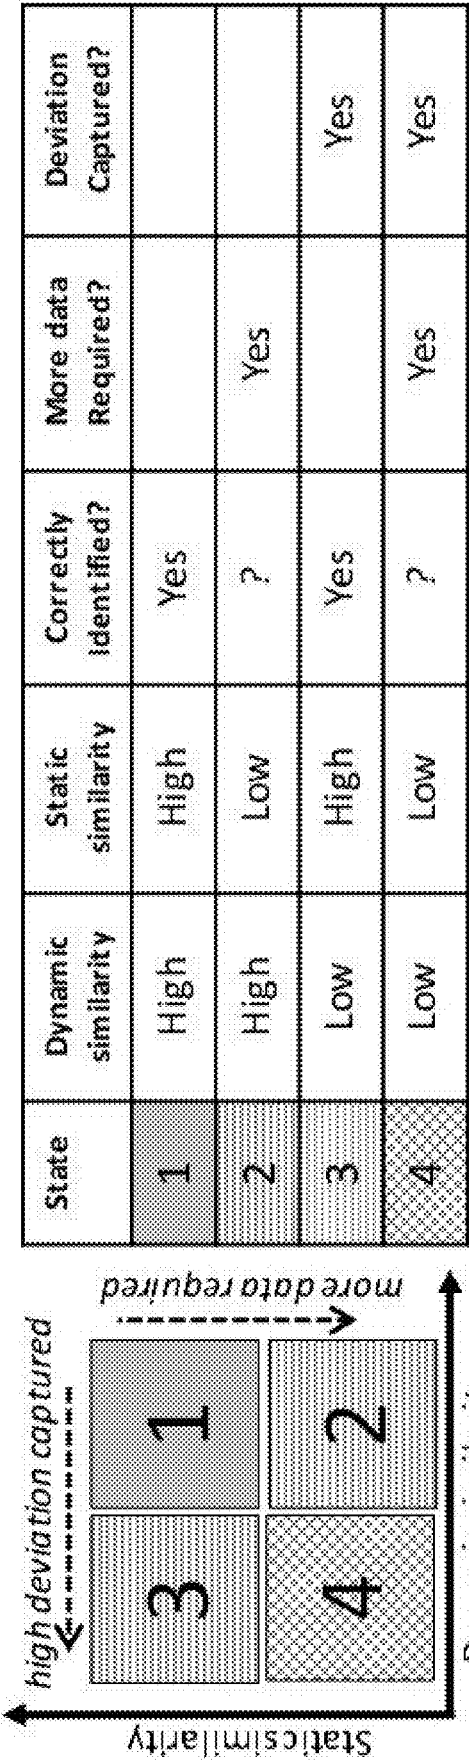 high deviation captured
Static similarity
3
1
4
2
more data required
State
Dynamic
similarity
Static
similarity
Correctly
identified?
More data
Required?
Deviation
Captured?
1
High
High
Yes
2
High
Low
?
Yes
3
Low
High
Yes
Yes
4
Low
Low
?
Yes
Yes